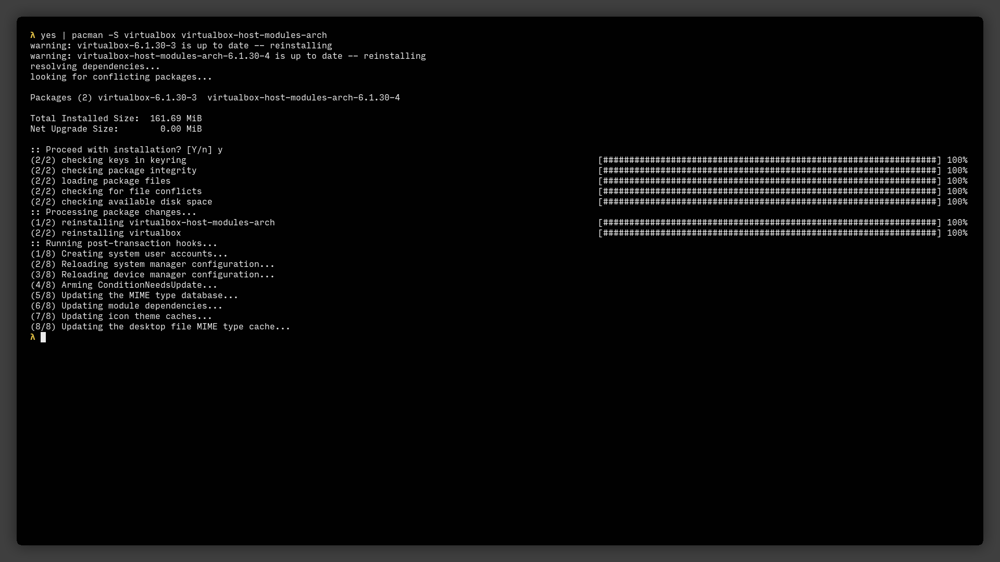 λ yes | pacman -S virtualbox virtualbox-host-modules-arch
warning: virtualbox-6.1.30-3 is up to date -- reinstalling
warning: virtualbox-host-modules-arch-6.1.30-4 is up to date -- reinstalling
resolving dependencies...
looking for conflicting packages...

Packages (2) virtualbox-6.1.30-3  virtualbox-host-modules-arch-6.1.30-4

Total Installed Size:  161.69 MiB
Net Upgrade Size:        0.00 MiB

:: Proceed with installation? [Y/n] y
(2/2) checking keys in keyring [################################################################] 100%
(2/2) checking package integrity [################################################################] 100%
(2/2) loading package files [################################################################] 100%
(2/2) checking for file conflicts [################################################################] 100%
(2/2) checking available disk space [################################################################] 100%
:: Processing package changes...
(1/2) reinstalling virtualbox-host-modules-arch [################################################################] 100%
(2/2) reinstalling virtualbox [################################################################] 100%
:: Running post-transaction hooks...
(1/8) Creating system user accounts...
(2/8) Reloading system manager configuration...
(3/8) Reloading device manager configuration...
(4/8) Arming ConditionNeedsUpdate...
(5/8) Updating the MIME type database...
(6/8) Updating module dependencies...
(7/8) Updating icon theme caches...
(8/8) Updating the desktop file MIME type cache...
λ